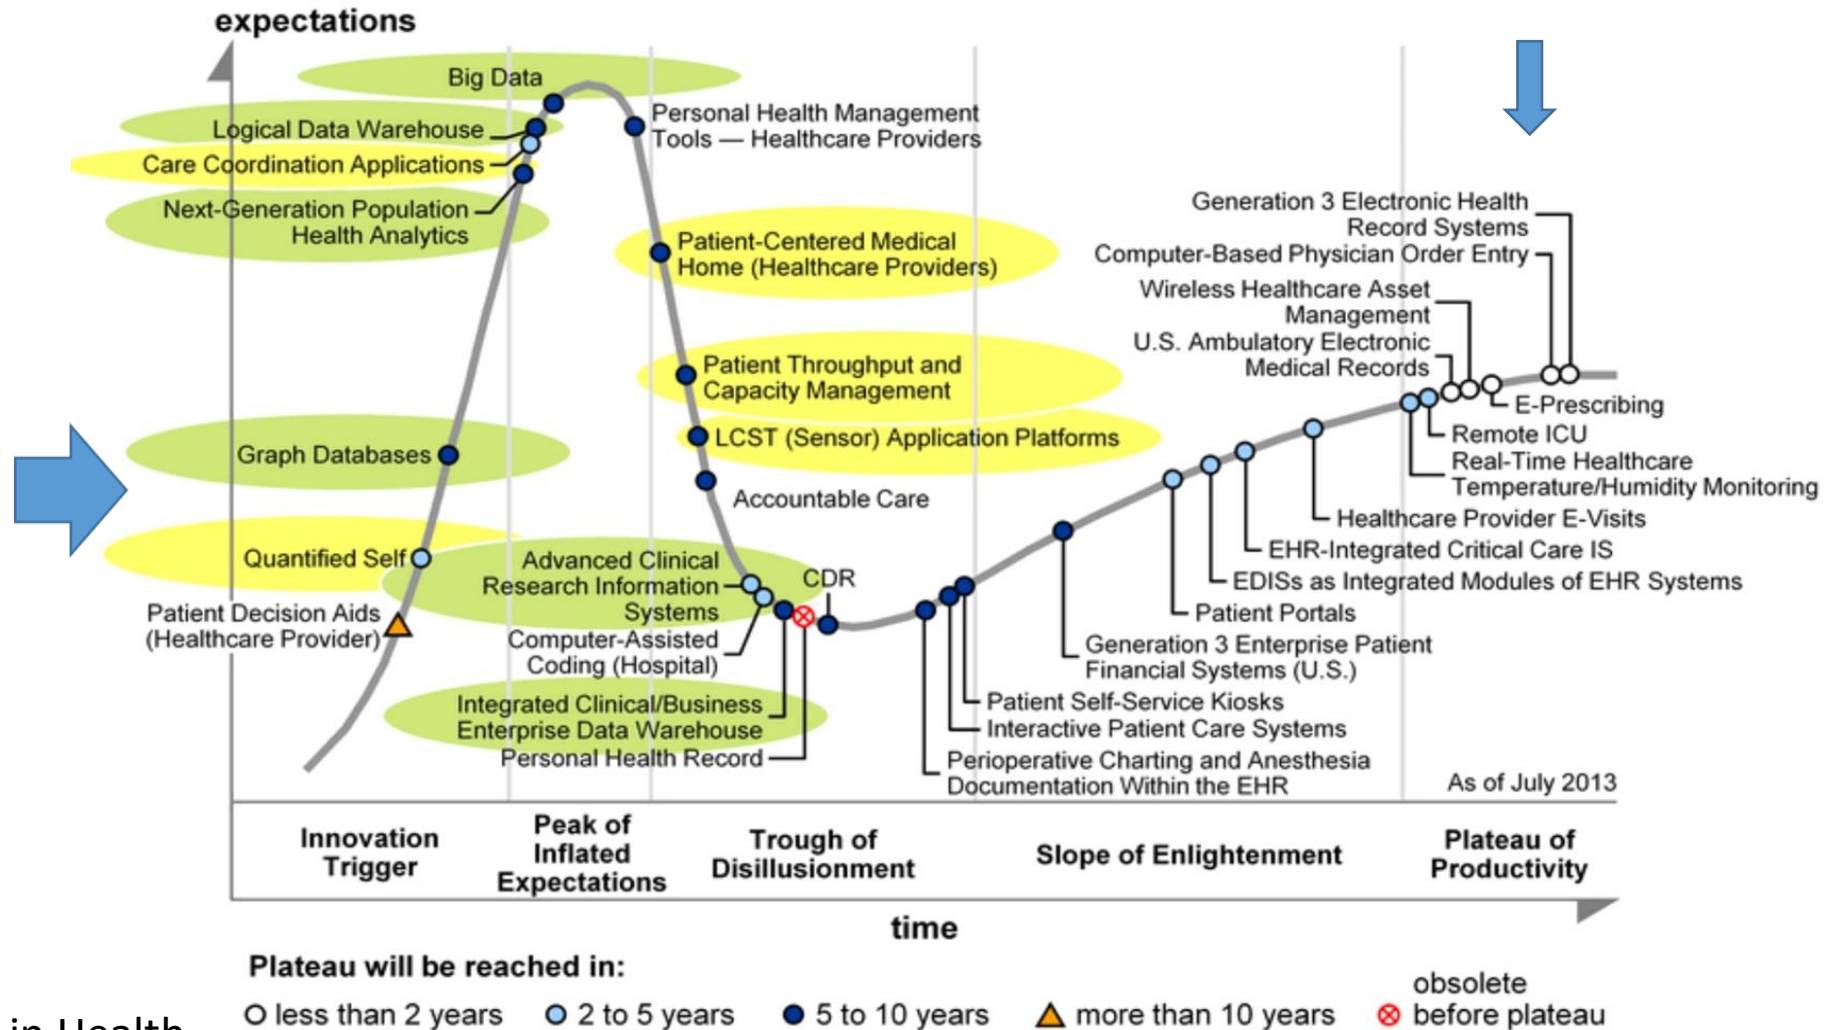 expectations
Big Data
Logical Data Warehouse
Care Coordination Applications
Next-Generation Population
Health Analytics
Personal Health Management
Tools — Healthcare Providers
Patient-Centered Medical
Home (Healthcare Providers)
Patient Throughput and
Capacity Management
LCST (Sensor) Application Platforms
Accountable Care
Graph Databases
Quantified Self
Patient Decision Aids
(Healthcare Provider)
Advanced Clinical
Research Information
Systems
CDR
Computer-Assisted
Coding (Hospital)
Integrated Clinical/Business
Enterprise Data Warehouse
Personal Health Record
Generation 3 Electronic Health
Record Systems
Computer-Based Physician Order Entry
Wireless Healthcare Asset
Management
U.S. Ambulatory Electronic
Medical Records
E-Prescribing
Remote ICU
Real-Time Healthcare
Temperature/Humidity Monitoring
Healthcare Provider E-Visits
EHR-Integrated Critical Care IS
EDISs as Integrated Modules of EHR Systems
Patient Portals
Generation 3 Enterprise Patient
Financial Systems (U.S.)
Patient Self-Service Kiosks
Interactive Patient Care Systems
Perioperative Charting and Anesthesia
Documentation Within the EHR
As of July 2013
Innovation
Trigger
Peak of
Inflated
Expectations
Trough of
Disillusionment
Slope of Enlightenment
Plateau of
Productivity
time
Plateau will be reached in:
less than 2 years
2 to 5 years
5 to 10 years
more than 10 years
obsolete
before plateau
in Health